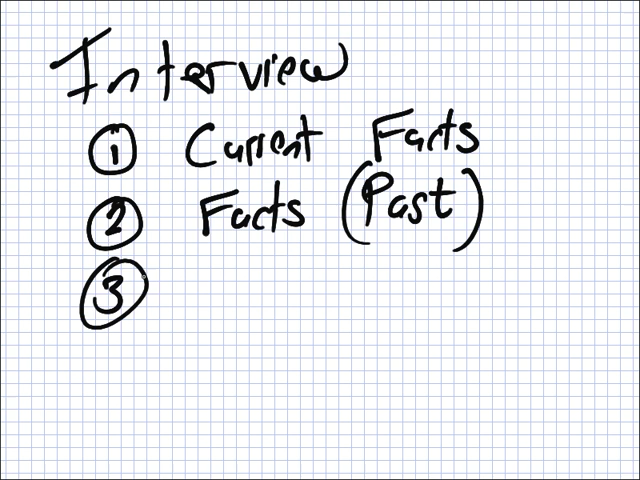 Interview
① Current Facts
② Facts (Past)
③